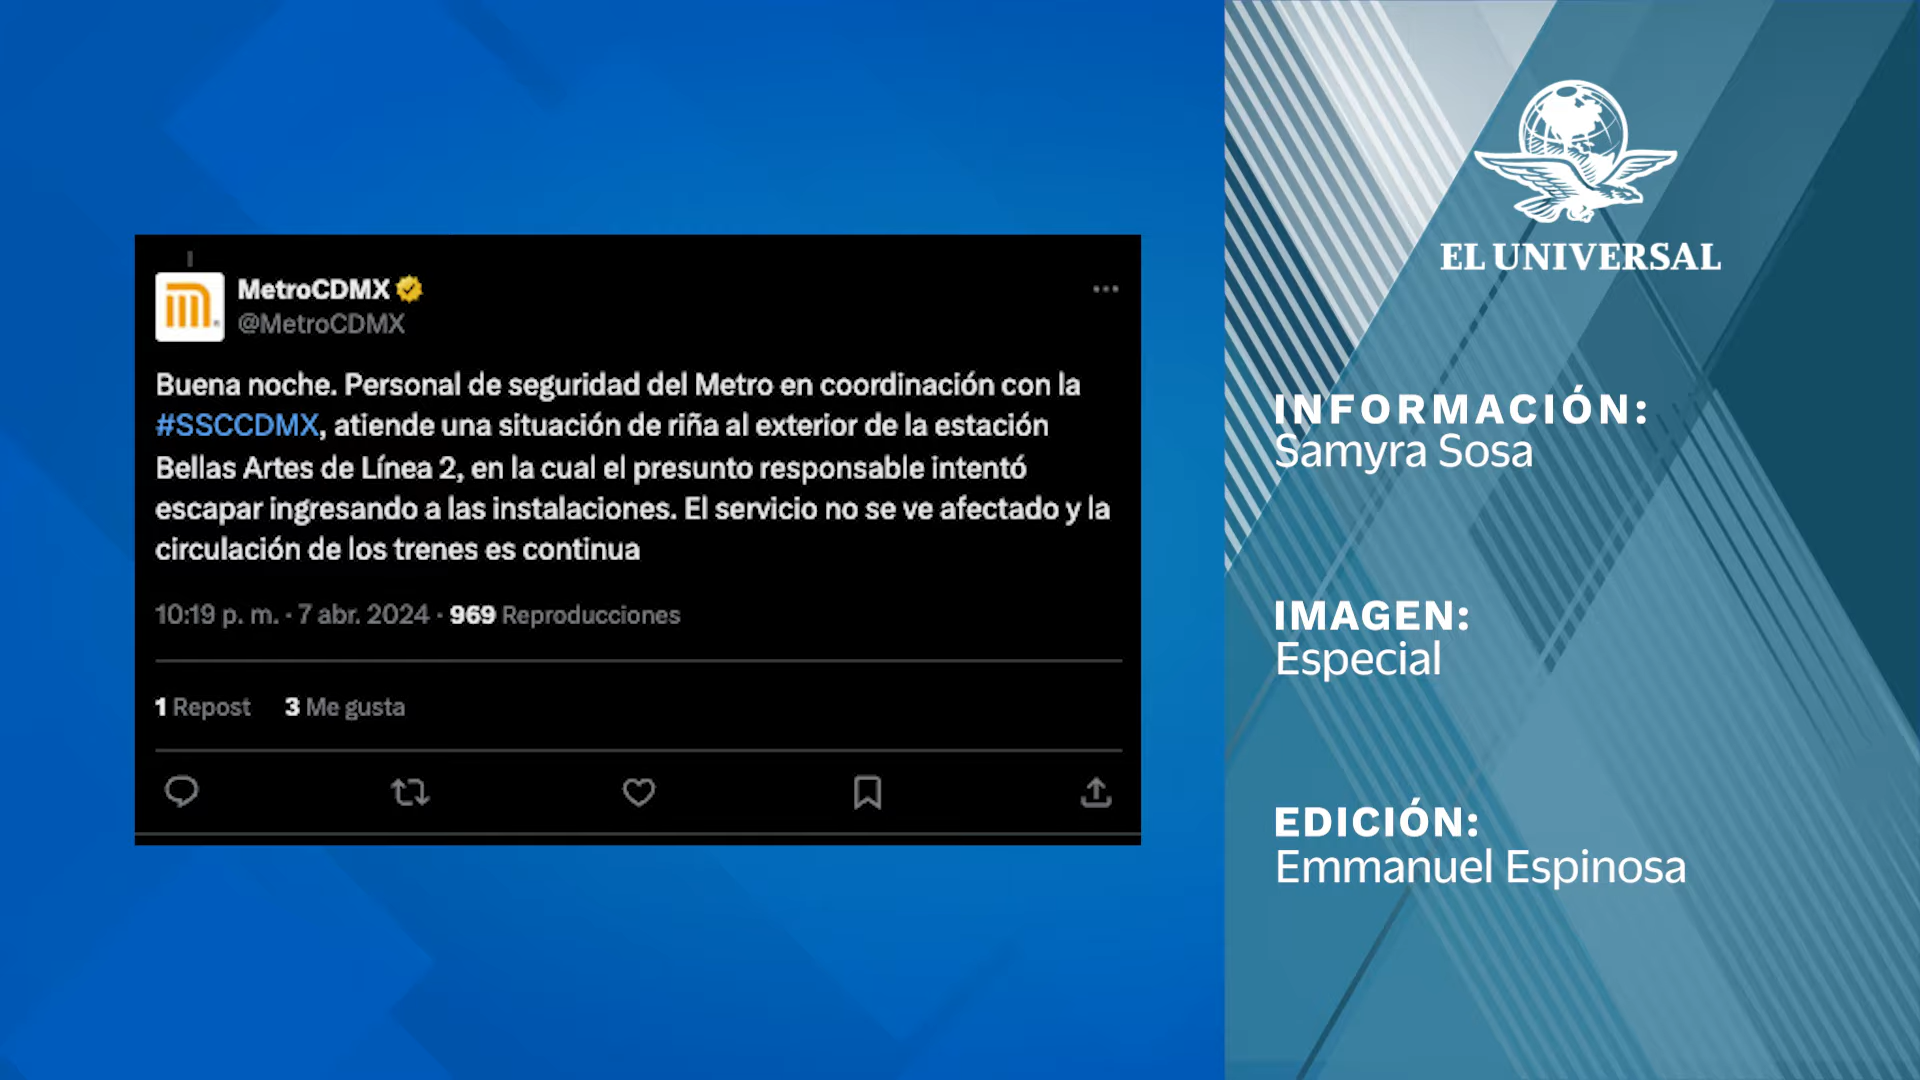 MetroCDMX
@MetroCDMX
Buena noche. Personal de seguridad del Metro en coordinación con la
#SSCCDMX, atiende una situación de riña al exterior de la estación
Bellas Artes de Línea 2, en la cual el presunto responsable intentó
escapar ingresando a las instalaciones. El servicio no se ve afectado y la
circulación de los trenes es continua
10:19 p. m. · 7 abr. 2024 · 969 Reproducciones
1 Repost 3 Me gusta
EL UNIVERSAL
INFORMACIÓN:
Samyra Sosa
IMAGEN:
Especial
EDICIÓN:
Emmanuel Espinosa